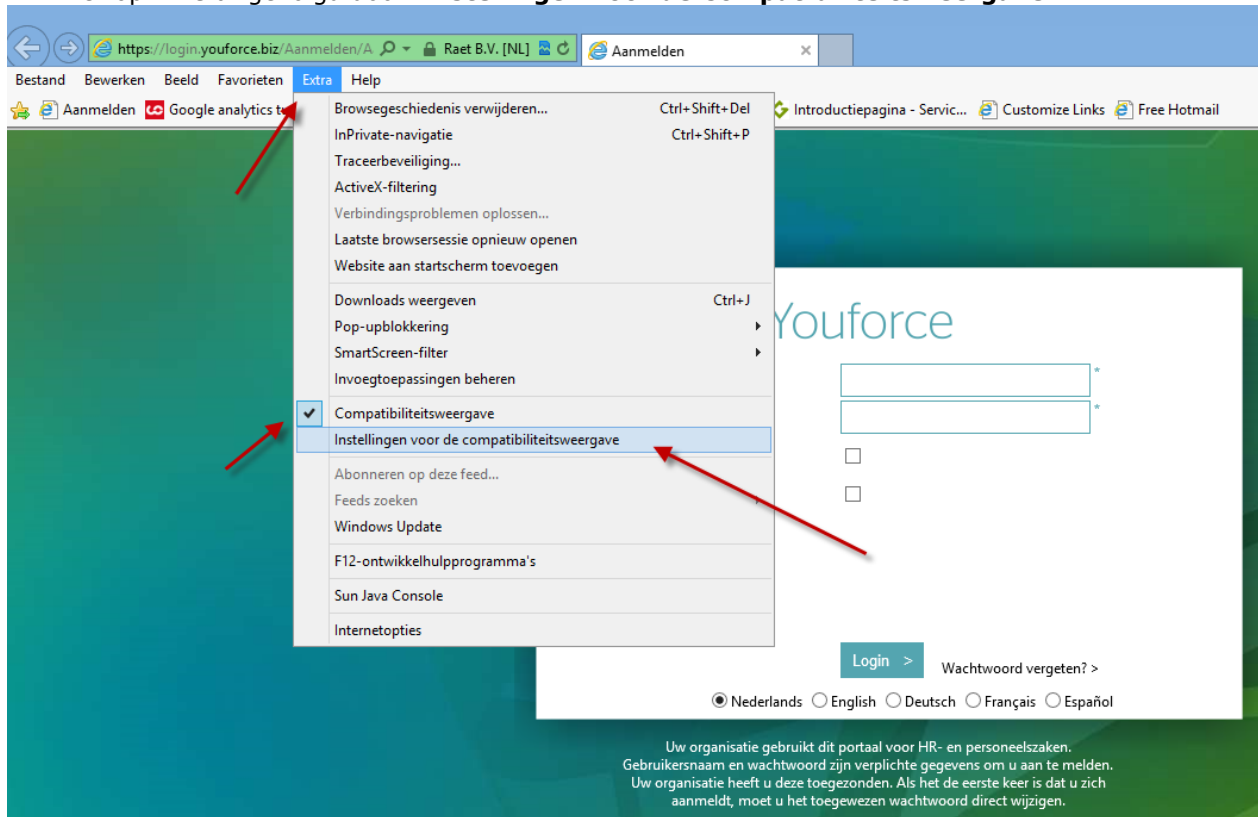 https://login.youforce.biz/Aanmelden/A Raet B.V. [NL] Aanmelden
Bestand Bewerken Beeld Favorieten Extra Help
Aanmelden Google analytics Introductiepagina - Servic... Customize Links Free Hotmail
Browsegeschiedenis verwijderen... Ctrl+Shift+Del
InPrivate-navigatie Ctrl+Shift+P
Traceerbeveiliging...
ActiveX-filtering
Verbindingsproblemen oplossen...
Laatste browsersessie opnieuw openen
Website aan startscherm toevoegen
Downloads weergeven Ctrl+J
Pop-upblokkering
SmartScreen-filter
Invoegtoepassingen beheren
Compatibiliteitsweergave
Instellingen voor de compatibiliteitsweergave
Abonneren op deze feed...
Feeds zoeken
Windows Update
F12-ontwikkelhulpprogramma's
Sun Java Console
Internetopties
Youforce
*
*
Login >
Wachtwoord vergeten? >
Nederlands English Deutsch Français Español
Uw organisatie gebruikt dit portaal voor HR- en personeelszaken.
Gebruikersnaam en wachtwoord zijn verplichte gegevens om u aan te melden.
Uw organisatie heeft u deze toegezonden. Als het de eerste keer is dat u zich
aanmeldt, moet u het toegewezen wachtwoord direct wijzigen.